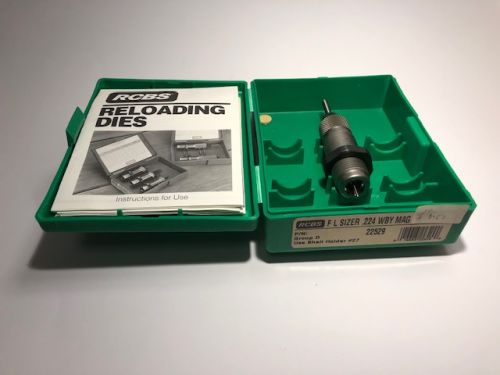 RCBS
RELOADING
DIES
Instructions for Use
RCBS F L SIZER .224 WBY MAG
P/N: 22529
Group D
Use Shell Holder #27